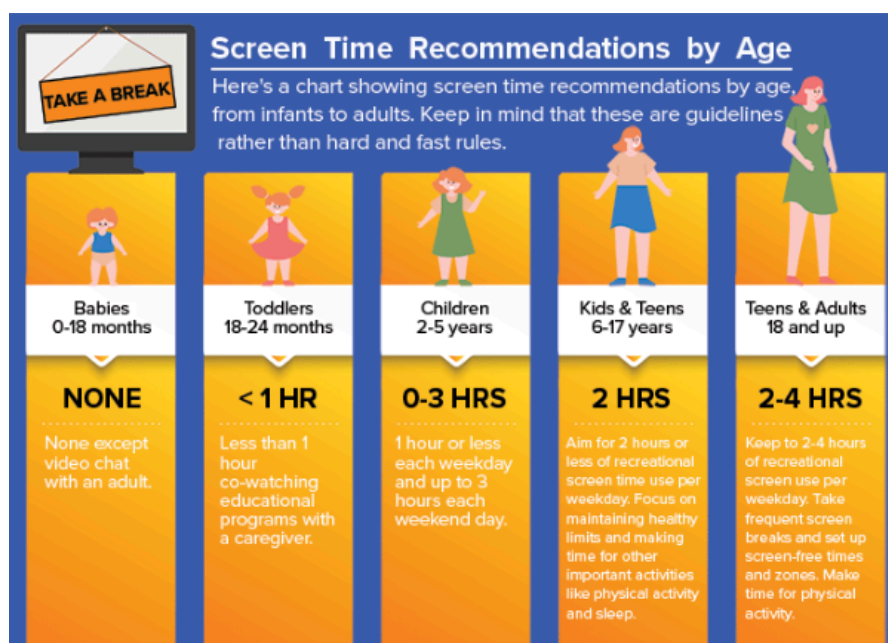 TAKE A BREAK
Screen Time Recommendations by Age
Here's a chart showing screen time recommendations by age,
from infants to adults. Keep in mind that these are guidelines
rather than hard and fast rules.
Babies
0-18 months
NONE
None except
video chat
with an adult.
Toddlers
18-24 months
< 1 HR
Less than 1
hour
co-watching
educational
programs with
a caregiver.
Children
2-5 years
0-3 HRS
1 hour or less
each weekday
and up to 3
hours each
weekend day.
Kids & Teens
6-17 years
2 HRS
Aim for 2 hours or
less of recreational
screen time use per
weekday. Focus on
maintaining healthy
limits and making
time for other
important activities
like physical activity
and sleep.
Teens & Adults
18 and up
2-4 HRS
Keep to 2-4 hours
of recreational
screen use per
weekday. Take
frequent screen
breaks and set up
screen-free times
and zones. Make
time for physical
activity.